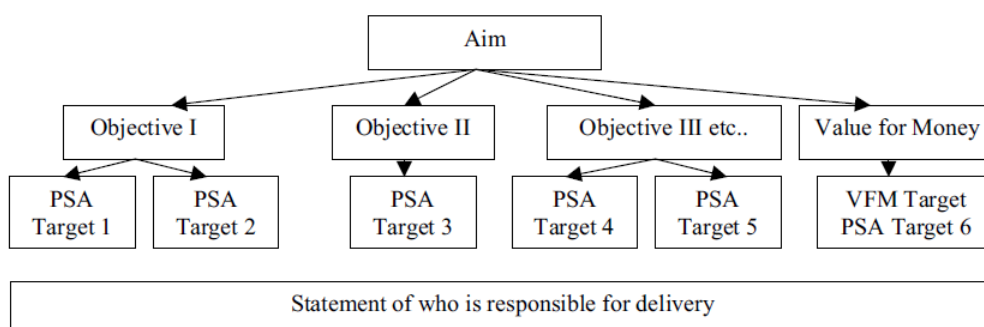 Aim
Objective I
Objective II
Objective III etc..
Value for Money
PSA
Target 1
PSA
Target 2
PSA
Target 3
PSA
Target 4
PSA
Target 5
VFM Target
PSA Target 6
Statement of who is responsible for delivery